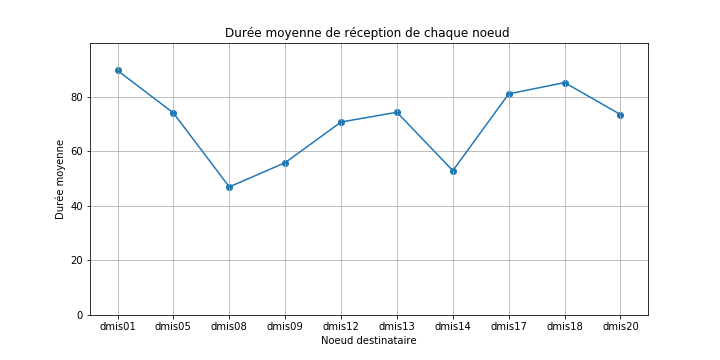 Durée moyenne de réception de chaque noeud
Durée moyenne
80
60
40
20
0
dmis01 dmis05 dmis08 dmis09 dmis12 dmis13 dmis14 dmis17 dmis18 dmis20
Noeud destinataire